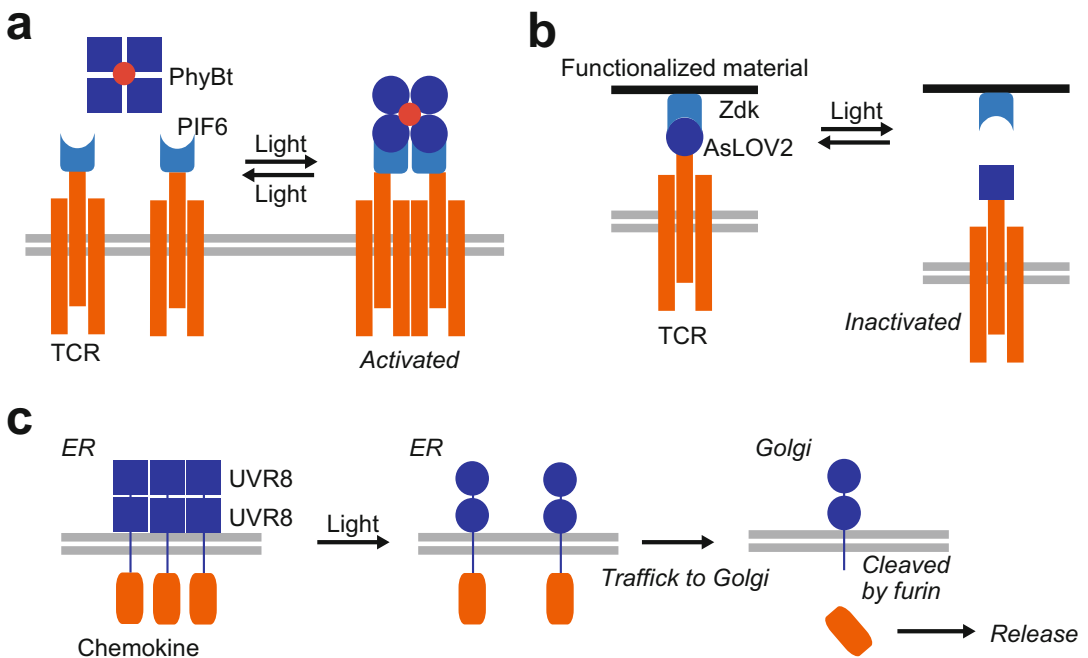 a
PhyBt
PIF6
Light
Light
TCR
Activated
b
Functionalized material
Zdk
AsLOV2
Light
TCR
Inactivated
c
ER
UVR8
UVR8
Chemokine
Light
ER
Traffick to Golgi
Golgi
Cleaved
by furin
Release